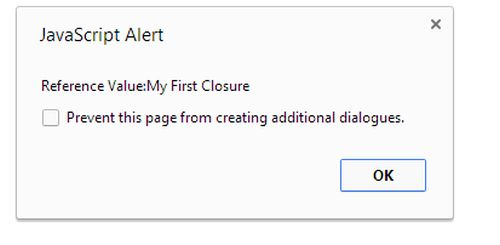 JavaScript Alert
Reference Value:My First Closure
Prevent this page from creating additional dialogues.
OK